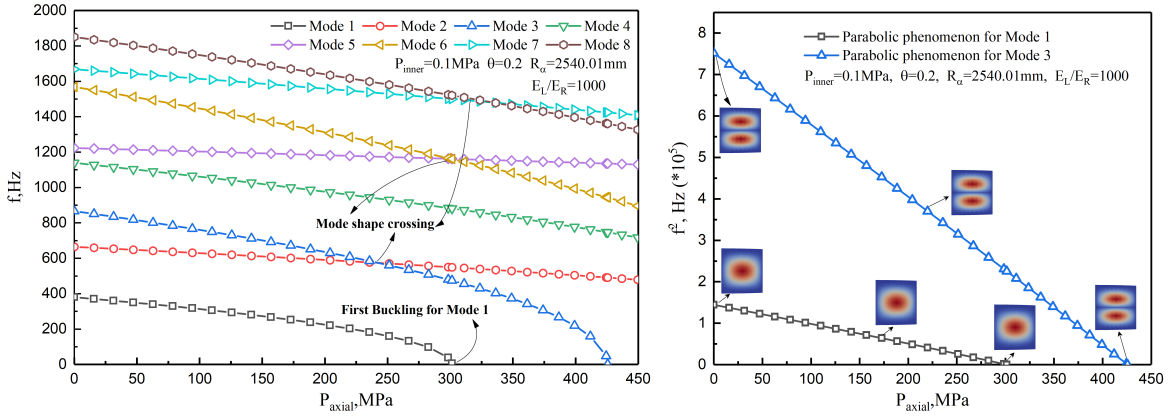 2000
1800
1600
1400
1200
1000
800
600
400
200
0
f,Hz
Mode 1 Mode 2 Mode 3 Mode 4
Mode 5 Mode 6 Mode 7 Mode 8
P_inner=0.1MPa θ=0.2 R_α=2540.01mm
E_L/E_R=1000
Mode shape crossing
First Buckling for Mode 1
0 50 100 150 200 250 300 350 400 450
P_axial,MPa
8
7
6
5
4
3
2
1
0
f², Hz (* 10⁵)
Parabolic phenomenon for Mode 1
Parabolic phenomenon for Mode 3
P_inner=0.1MPa, θ=0.2, R_α=2540.01mm, E_L/E_R=1000
0 50 100 150 200 250 300 350 400 450
P_axial,MPa